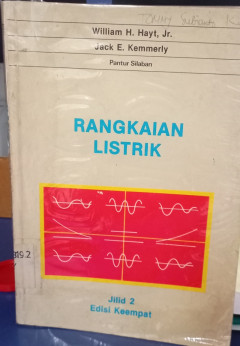 William H. Hayt, Jr.
Jack E. Kemmerly
Pantur Silaban
RANGKAIAN
LISTRIK
Jilid 2
Edisi Keempat